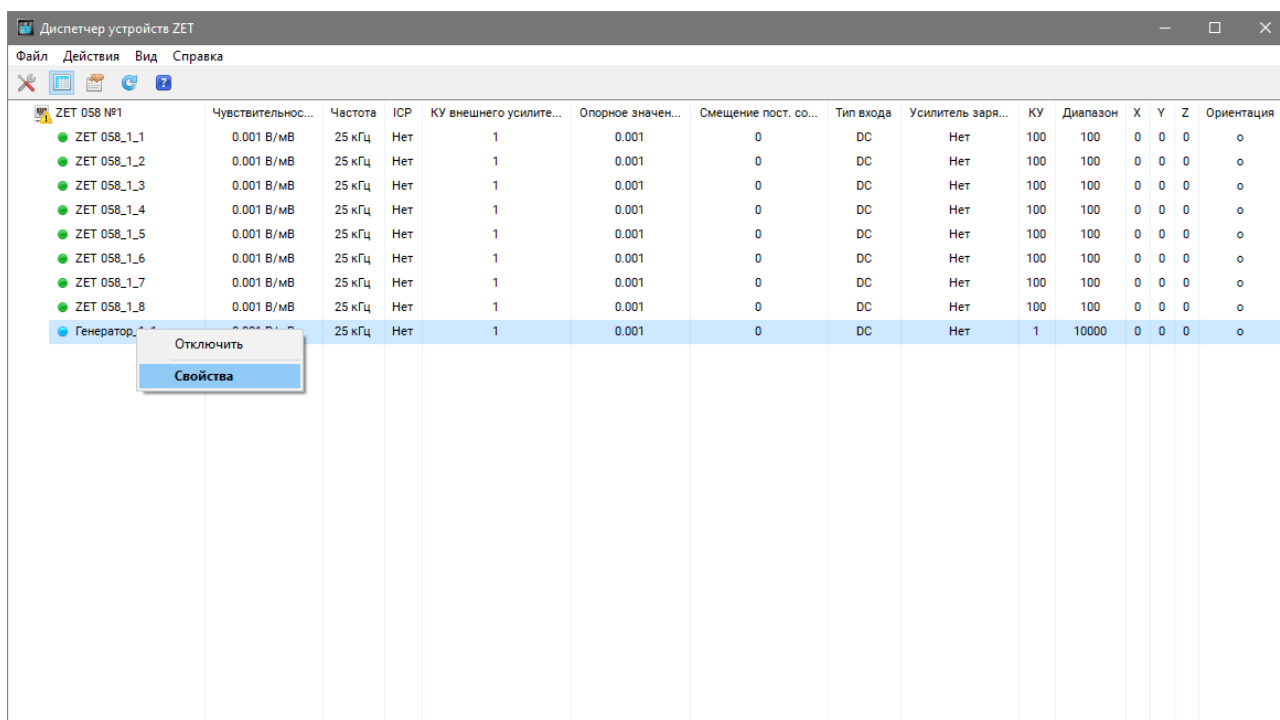 Диспетчер устройств ZET
Файл Действия Вид Справка
ZET 058 №1 Чувствительнос... Частота ICP КУ внешнего усилите... Опорное значен... Смещение пост. со... Тип входа Усилитель заря... КУ Диапазон X Y Z Ориентация
ZET 058_1_1 0.001 В/мВ 25 кГц Нет 1 0.001 0 DC Нет 100 100 0 0 0 o
ZET 058_1_2 0.001 В/мВ 25 кГц Нет 1 0.001 0 DC Нет 100 100 0 0 0 o
ZET 058_1_3 0.001 В/мВ 25 кГц Нет 1 0.001 0 DC Нет 100 100 0 0 0 o
ZET 058_1_4 0.001 В/мВ 25 кГц Нет 1 0.001 0 DC Нет 100 100 0 0 0 o
ZET 058_1_5 0.001 В/мВ 25 кГц Нет 1 0.001 0 DC Нет 100 100 0 0 0 o
ZET 058_1_6 0.001 В/мВ 25 кГц Нет 1 0.001 0 DC Нет 100 100 0 0 0 o
ZET 058_1_7 0.001 В/мВ 25 кГц Нет 1 0.001 0 DC Нет 100 100 0 0 0 o
ZET 058_1_8 0.001 В/мВ 25 кГц Нет 1 0.001 0 DC Нет 100 100 0 0 0 o
Генератор_ 25 кГц Нет 1 0.001 0 DC Нет 1 10000 0 0 0 o
Отключить
Свойства